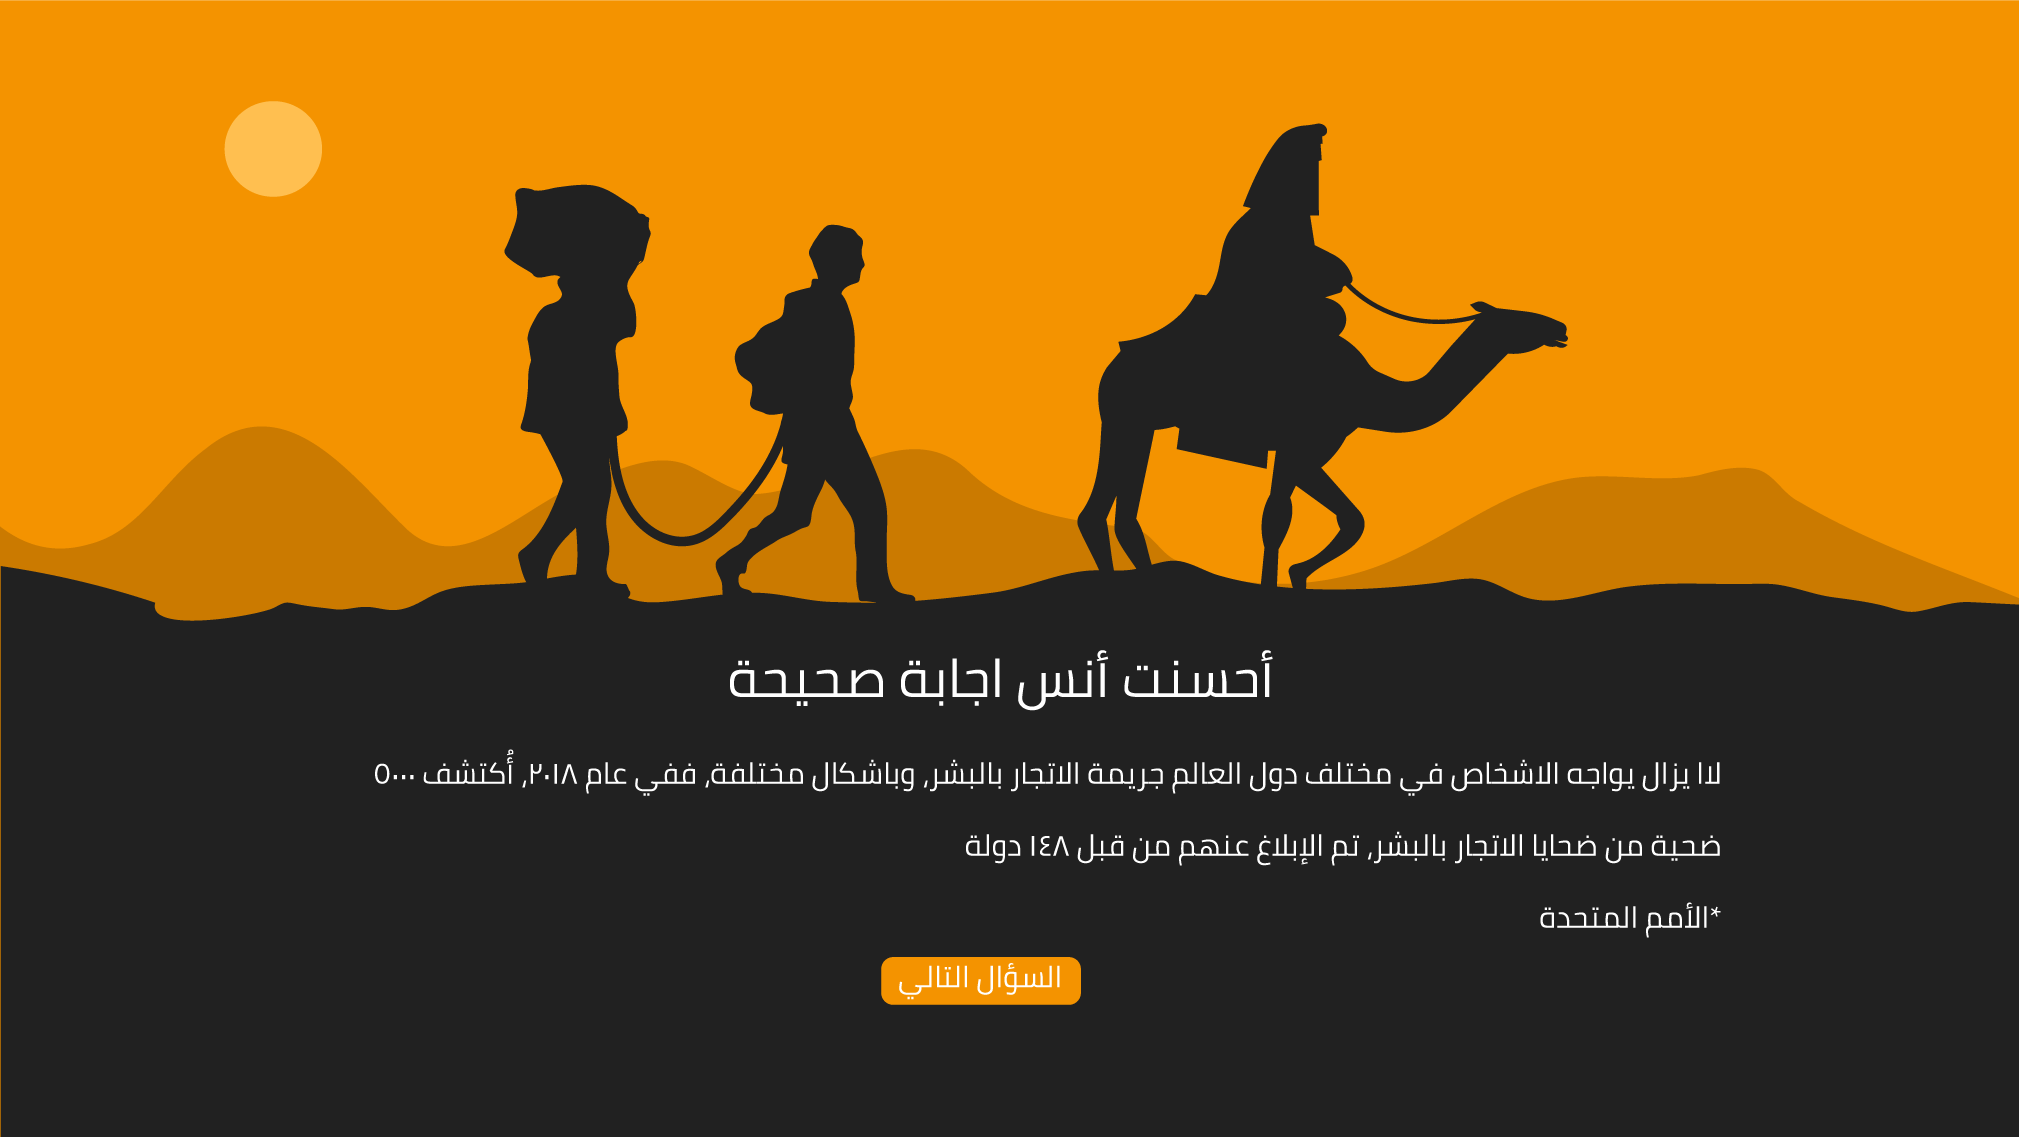 أحسنت أنس اجابة صحيحة
لاا يزال يواجه الاشخاص في مختلف دول العالم جريمة الاتجار بالبشر، وباشكال مختلفة، ففي عام ٢٠١٨، أُكتشف ٥٠٠٠
ضحية من ضحايا الاتجار بالبشر، تم الإبلاغ عنهم من قبل ١٤٨ دولة
*الأمم المتحدة
السؤال التالي